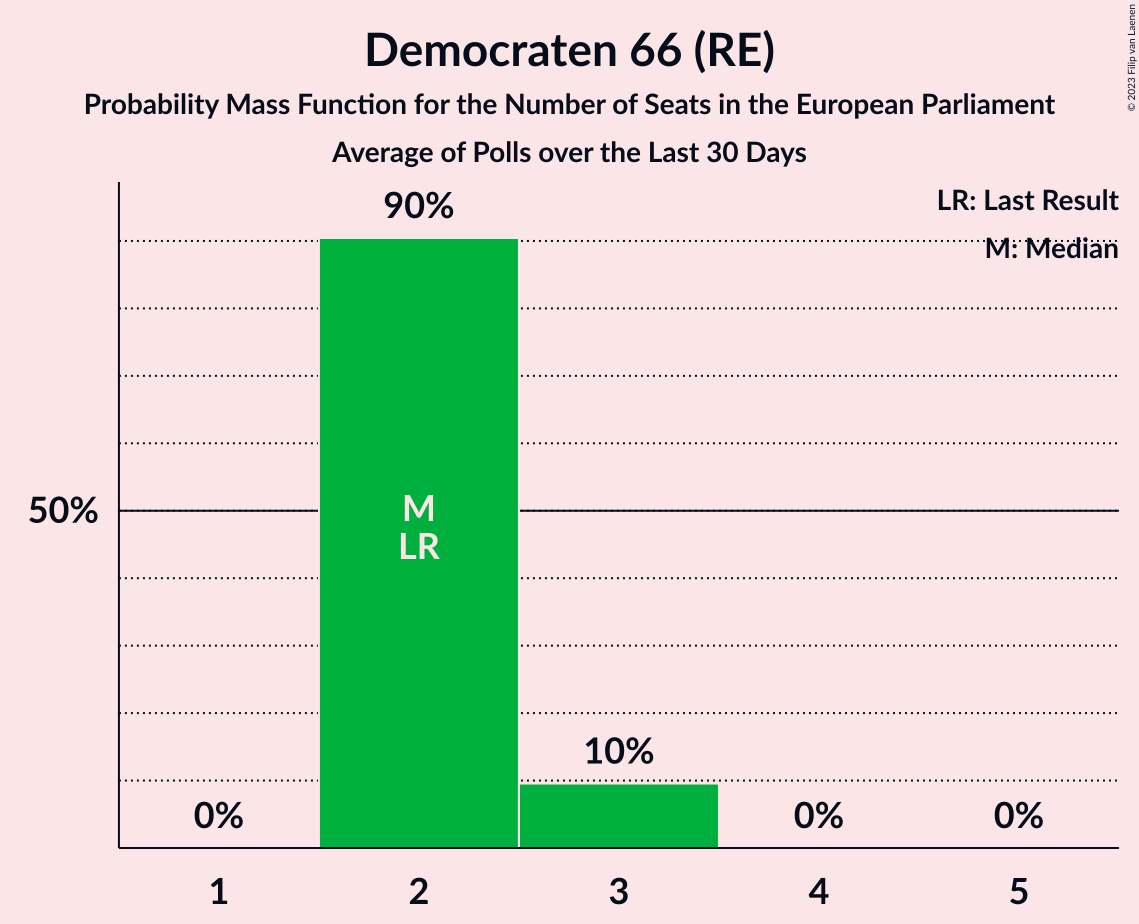 Democraten 66 (RE)
Probability Mass Function for the Number of Seats in the European Parliament
Average of Polls over the Last 30 Days
© 2023 Filip van Laenen
LR: Last Result
M: Median
90%
50%
M
LR
10%
0%
0%
0%
1
2
3
4
5